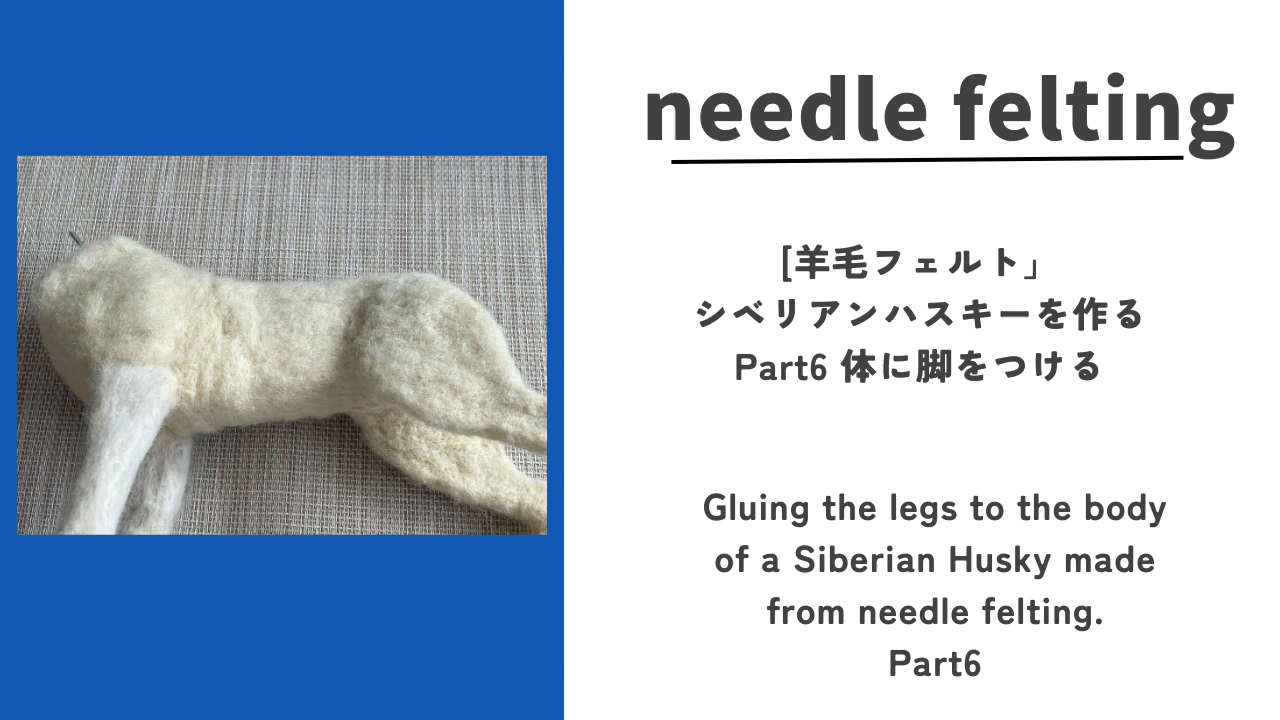 needle felting
[羊毛フェルト」
シベリアンハスキーを作る
Part6 体に脚をつける
Gluing the legs to the body
of a Siberian Husky made
from needle felting.
Part6